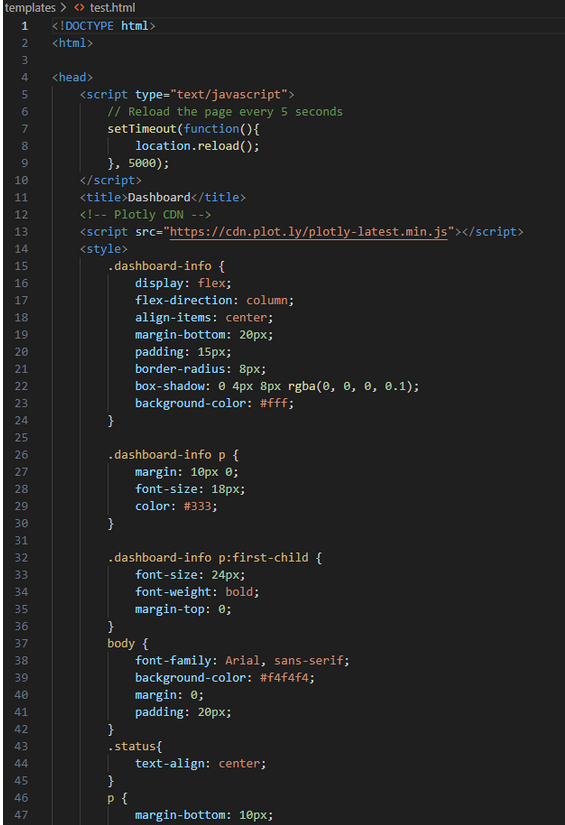 templates > <> test.html
1 <!DOCTYPE html>
2 <html>
3
4 <head>
5     <script type="text/javascript">
6         // Reload the page every 5 seconds
7         setTimeout(function(){
8             location.reload();
9         }, 5000);
10     </script>
11     <title>Dashboard</title>
12     <!-- Plotly CDN -->
13     <script src="https://cdn.plot.ly/plotly-latest.min.js"></script>
14     <style>
15         .dashboard-info {
16             display: flex;
17             flex-direction: column;
18             align-items: center;
19             margin-bottom: 20px;
20             padding: 15px;
21             border-radius: 8px;
22             box-shadow: 0 4px 8px rgba(0, 0, 0, 0.1);
23             background-color: #fff;
24         }
25
26         .dashboard-info p {
27             margin: 10px 0;
28             font-size: 18px;
29             color: #333;
30         }
31
32         .dashboard-info p:first-child {
33             font-size: 24px;
34             font-weight: bold;
35             margin-top: 0;
36         }
37         body {
38             font-family: Arial, sans-serif;
39             background-color: #f4f4f4;
40             margin: 0;
41             padding: 20px;
42         }
43         .status{
44             text-align: center;
45         }
46         p {
47             margin-bottom: 10px;